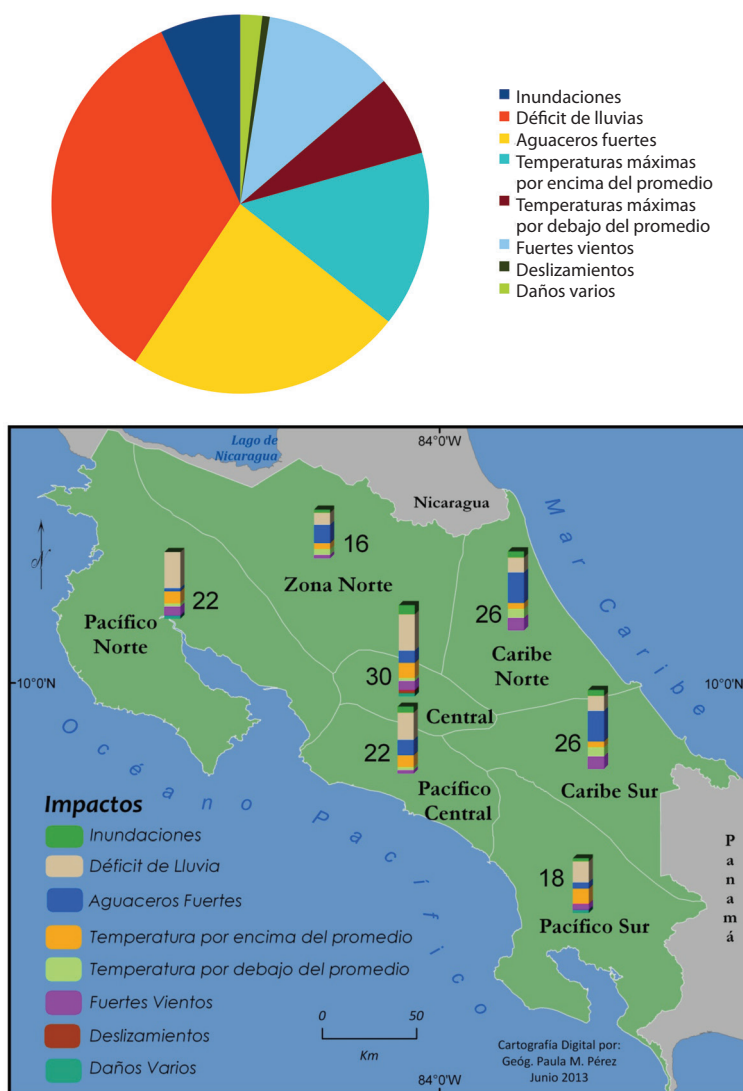 Inundaciones
Déficit de lluvias
Aguaceros fuertes
Temperaturas máximas
por encima del promedio
Temperaturas máximas
por debajo del promedio
Fuertes vientos
Deslizamientos
Daños varios
Lago de
Nicaragua
84°0'W
Nicaragua
Mar Caribe
N
16
Zona Norte
22
Pacífico
Norte
26
Caribe
Norte
10°0'N
10°0'N
30
Central
22
Pacífico
Central
26
Caribe Sur
Océano Pacífico
Panamá
18
Pacífico Sur
Impactos
Inundaciones
Déficit de Lluvia
Aguaceros Fuertes
Temperatura por encima del promedio
Temperatura por debajo del promedio
Fuertes Vientos
Deslizamientos
Daños Varios
0 50
Km
Cartografía Digital por:
Geóg. Paula M. Pérez
Junio 2013
84°0'W